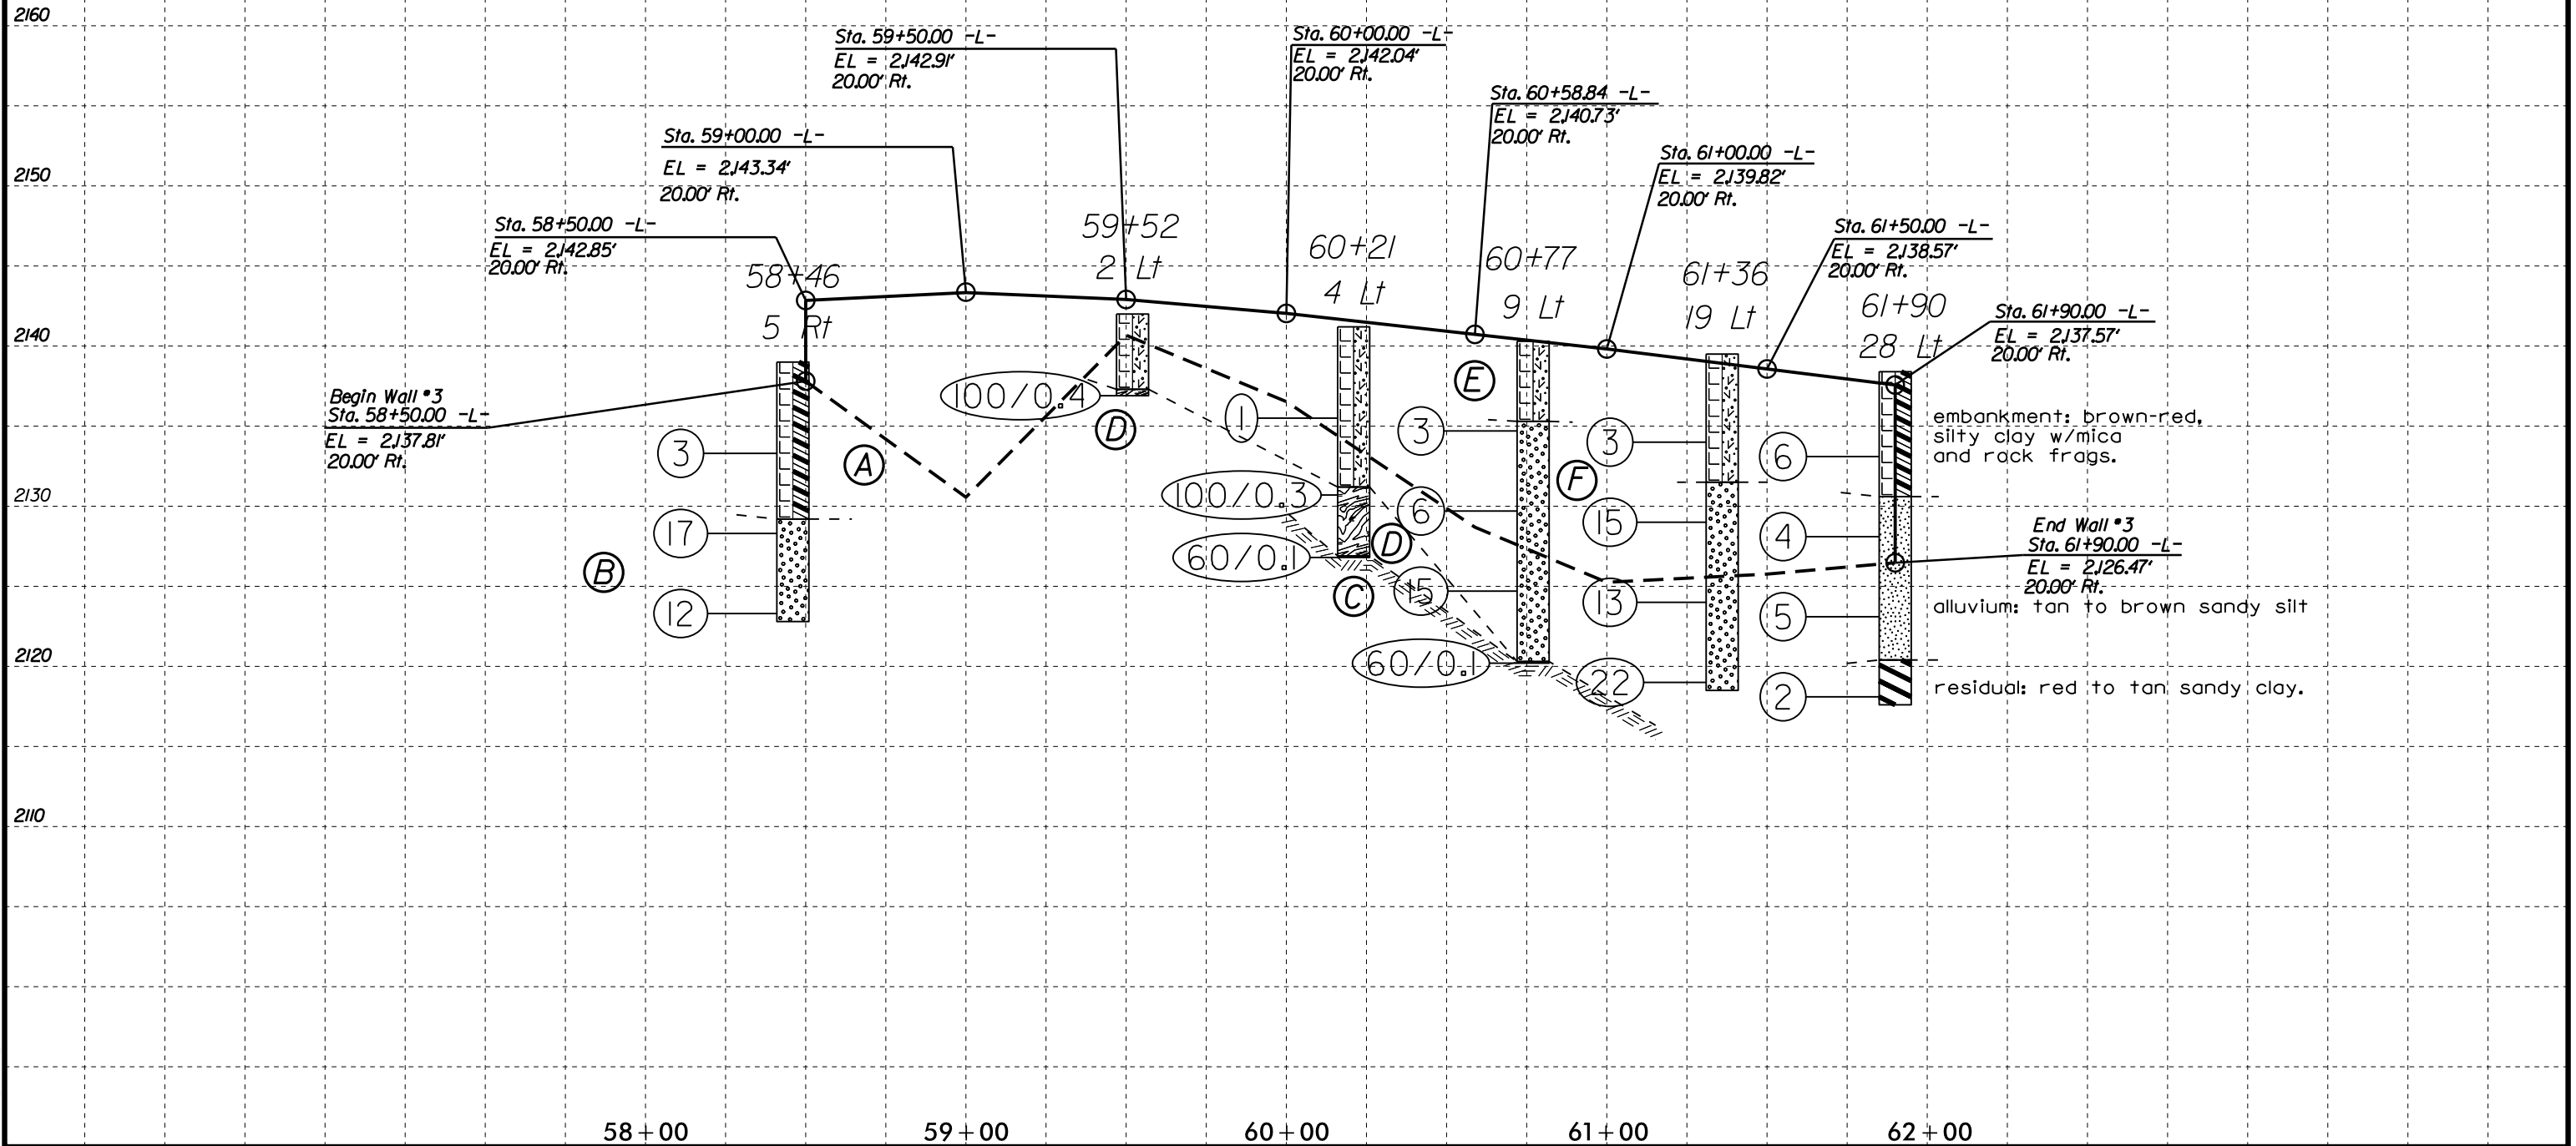 2160
Sta. 59+50.00 -L-
EL = 2,142.91'
20.00' Rt.
Sta. 60+00.00 -L-
EL = 2,142.04'
20.00' Rt.
Sta. 60+58.84 -L-
EL = 2,140.73'
20.00' Rt.
Sta. 59+00.00 -L-
EL = 2,143.34'
20.00' Rt.
Sta. 61+00.00 -L-
EL = 2,139.82'
20.00' Rt.
2150
Sta. 58+50.00 -L-
EL = 2,142.85'
20.00' Rt.
58+46
5 Rt
59+52
2 Lt
60+21
4 Lt
60+77
9 Lt
61+36
19 Lt
Sta. 61+50.00 -L-
EL = 2,138.57'
20.00' Rt.
61+90
28 Lt
Sta. 61+90.00 -L-
EL = 2,137.57'
20.00' Rt.
2140
Begin Wall #3
Sta. 58+50.00 -L-
EL = 2,137.81'
20.00' Rt.
100/0.4
D
E
1
3
3
3
A
F
6
embankment: brown-red,
silty clay w/mica
and rock frags.
2130
100/0.3
6
15
17
60/0.1
D
4
End Wall #3
Sta. 61+90.00 -L-
EL = 2,126.47'
20.00' Rt.
B
C
15
13
12
5
alluvium: tan to brown sandy silt
2120
60/0.1
22
2
residual: red to tan sandy clay.
2110
58+00
59+00
60+00
61+00
62+00